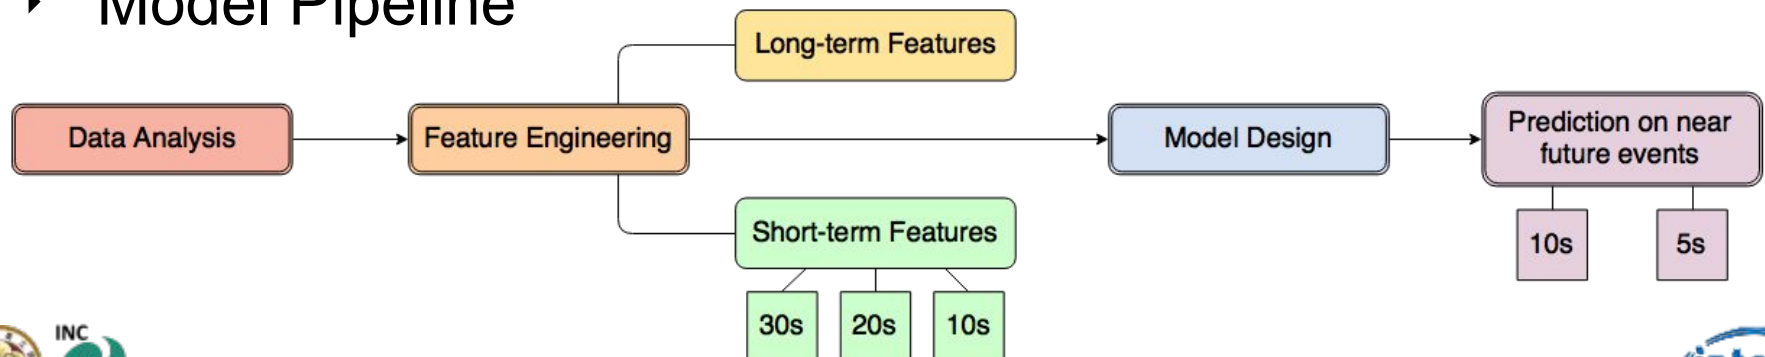 Model Pipeline
Long-term Features
Data Analysis
Feature Engineering
Model Design
Prediction on near
future events
Short-term Features
10s
5s
30s
20s
10s
INC